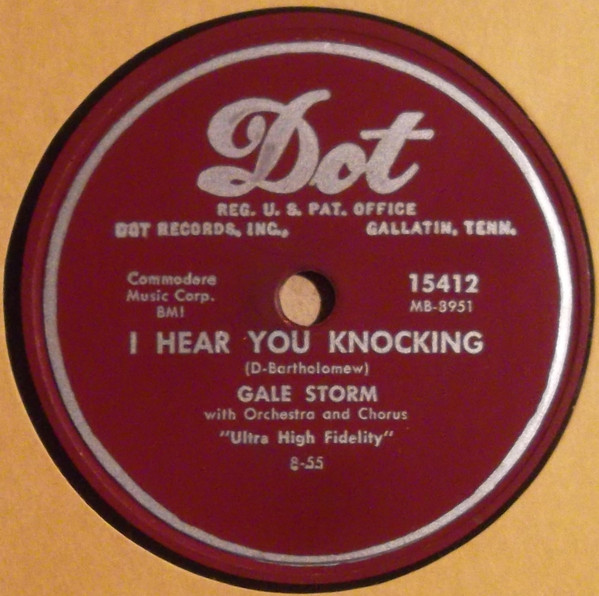 Dot
REG. U. S. PAT. OFFICE
DOT RECORDS, INC., GALLATIN, TENN.
Commodore
Music Corp.
BMI
15412
MB-8951
I HEAR YOU KNOCKING
(D-Bartholomew)
GALE STORM
with Orchestra and Chorus
"Ultra High Fidelity"
8-55